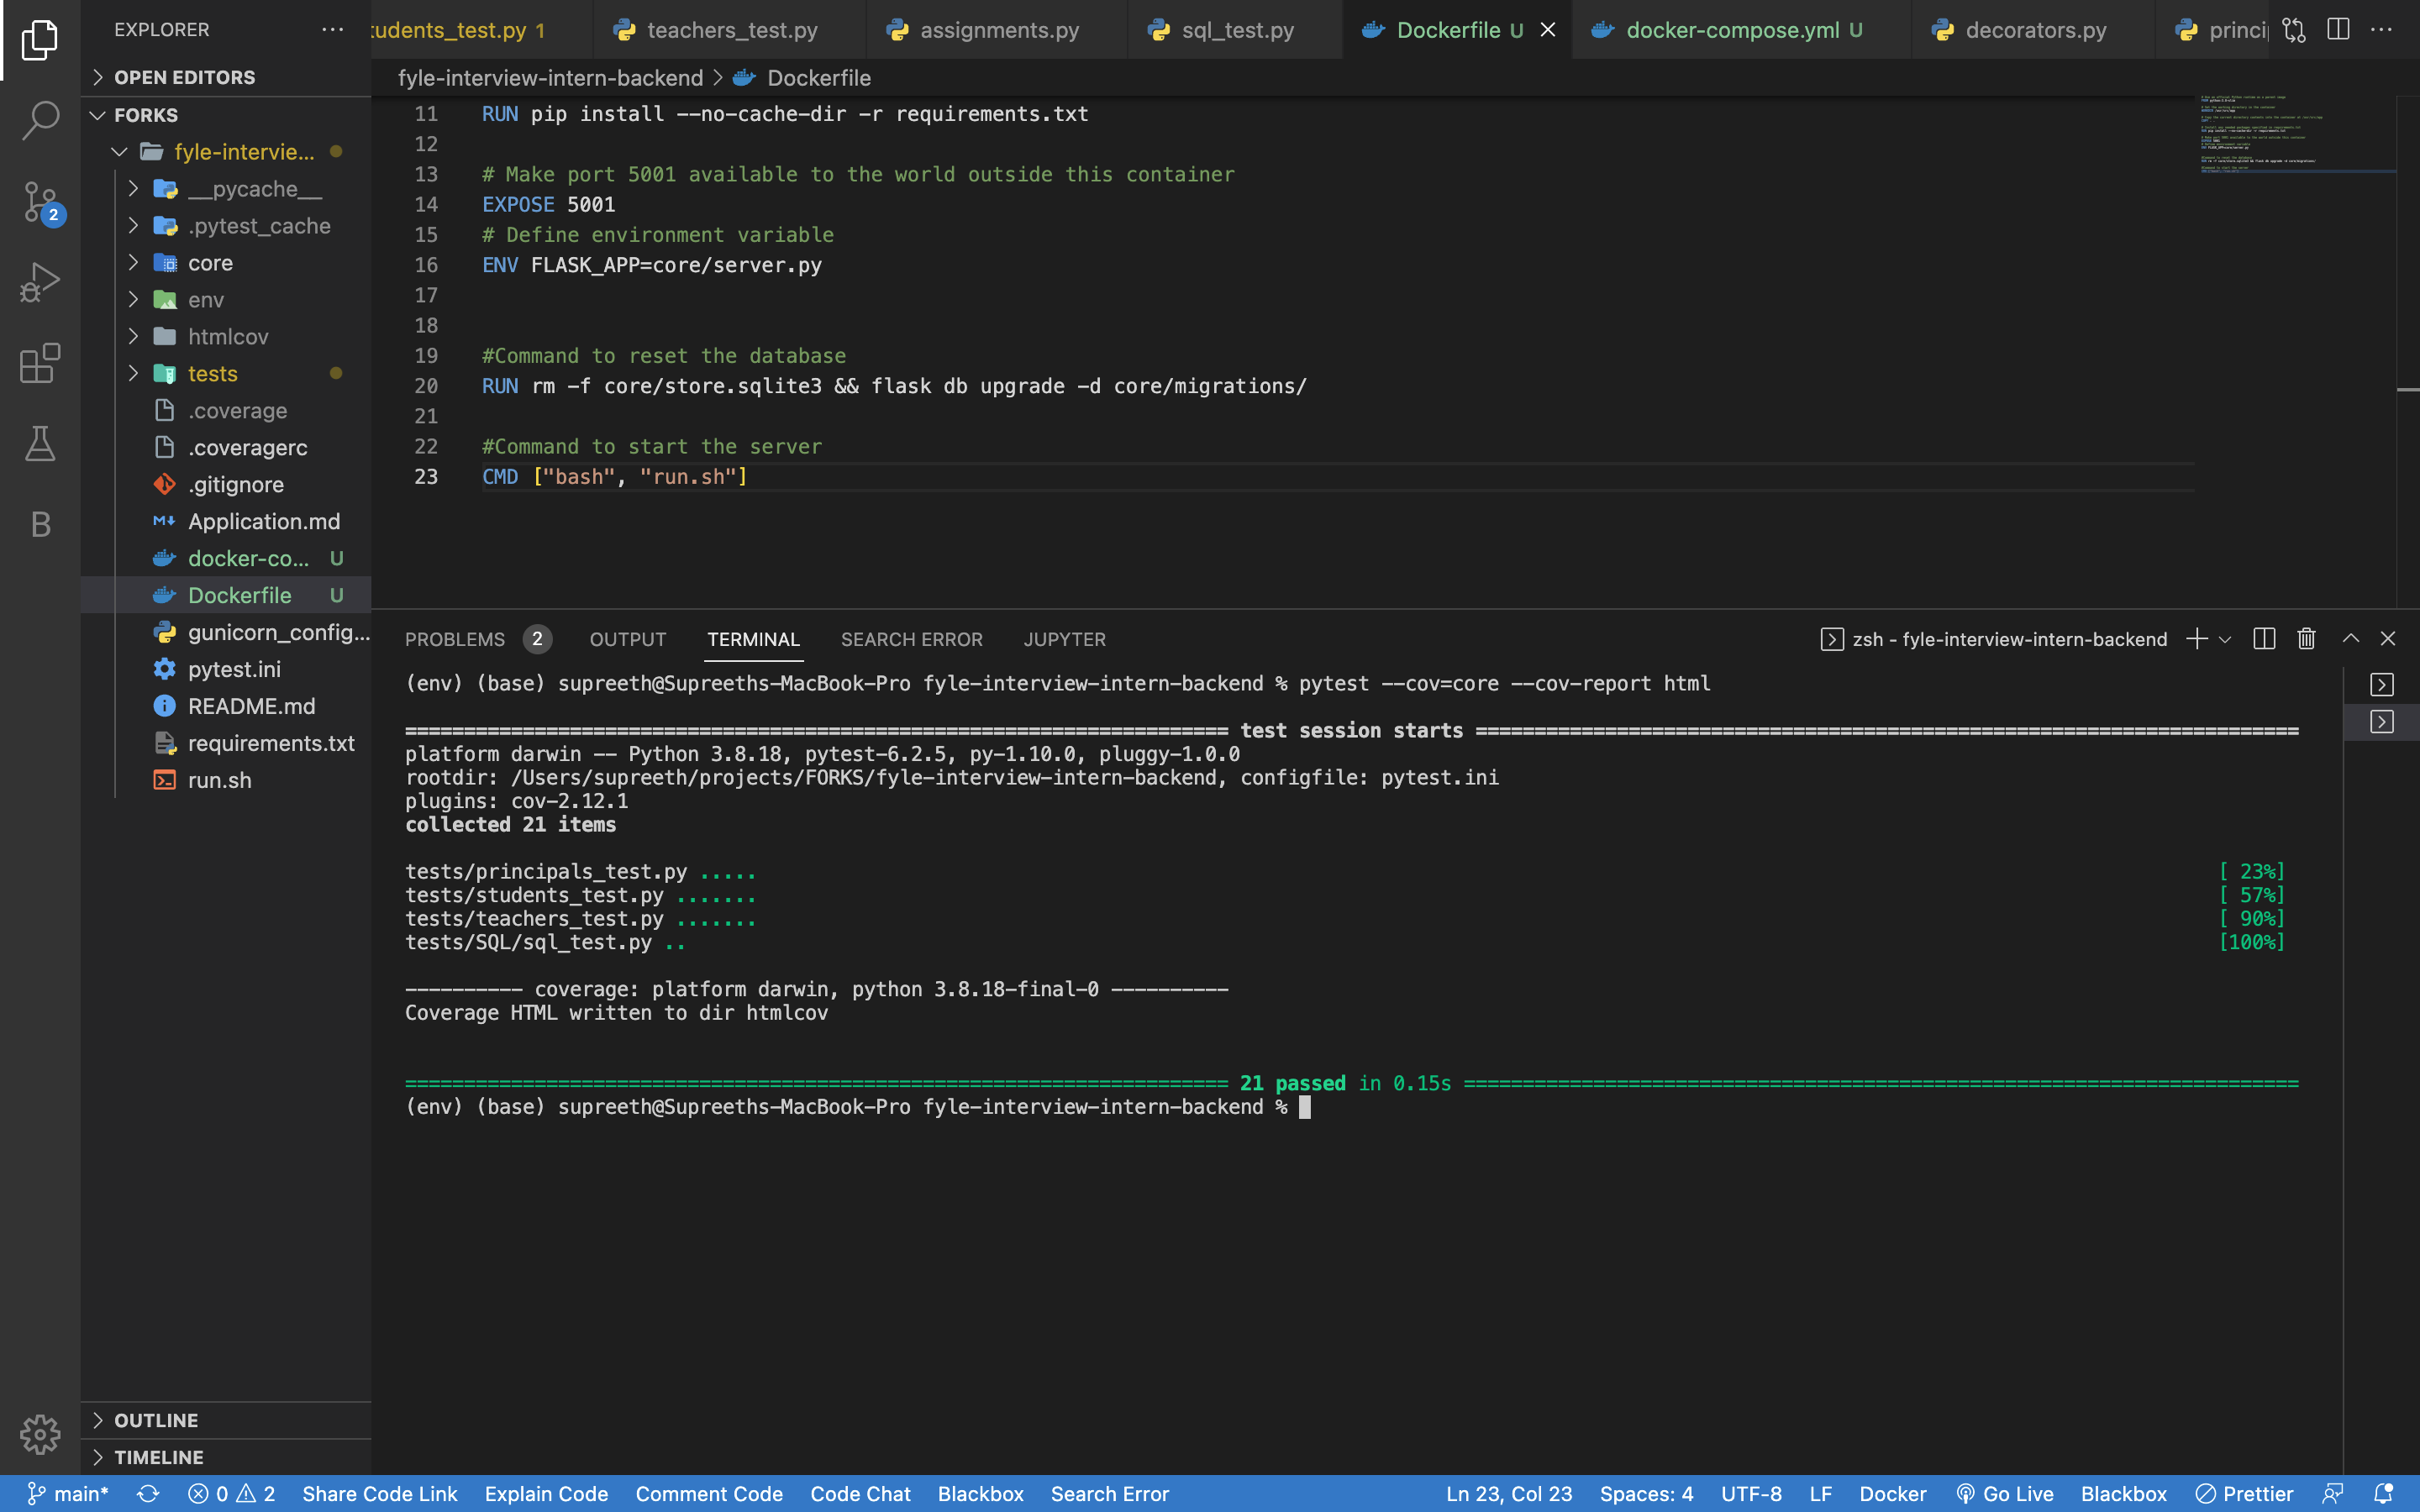 EXPLORER
tudents_test.py 1
teachers_test.py
assignments.py
sql_test.py
Dockerfile U
docker-compose.yml U
decorators.py
princi
OPEN EDITORS
fyle-interview-intern-backend > Dockerfile
FORKS
fyle-intervie...
__pycache__
.pytest_cache
core
env
htmlcov
tests
.coverage
.coveragerc
.gitignore
Application.md
docker-co... U
Dockerfile U
gunicorn_config...
pytest.ini
README.md
requirements.txt
run.sh
OUTLINE
TIMELINE
2
B
11 RUN pip install --no-cache-dir -r requirements.txt
12
13 # Make port 5001 available to the world outside this container
14 EXPOSE 5001
15 # Define environment variable
16 ENV FLASK_APP=core/server.py
17
18
19 #Command to reset the database
20 RUN rm -f core/store.sqlite3 && flask db upgrade -d core/migrations/
21
22 #Command to start the server
23 CMD ["bash", "run.sh"]
PROBLEMS 2 OUTPUT TERMINAL SEARCH ERROR JUPYTER
zsh - fyle-interview-intern-backend
(env) (base) supreeth@Supreeths-MacBook-Pro fyle-interview-intern-backend % pytest --cov=core --cov-report html
====== test session starts ======
platform darwin -- Python 3.8.18, pytest-6.2.5, py-1.10.0, pluggy-1.0.0
rootdir: /Users/supreeth/projects/FORKS/fyle-interview-intern-backend, configfile: pytest.ini
plugins: cov-2.12.1
collected 21 items
tests/principals_test.py ..... [ 23%]
tests/students_test.py ....... [ 57%]
tests/teachers_test.py ....... [ 90%]
tests/SQL/sql_test.py .. [100%]
---------- coverage: platform darwin, python 3.8.18-final-0 ----------
Coverage HTML written to dir htmlcov
====== 21 passed in 0.15s ======
(env) (base) supreeth@Supreeths-MacBook-Pro fyle-interview-intern-backend %
main* 0 2 Share Code Link Explain Code Comment Code Code Chat Blackbox Search Error Ln 23, Col 23 Spaces: 4 UTF-8 LF Docker Go Live Blackbox Prettier